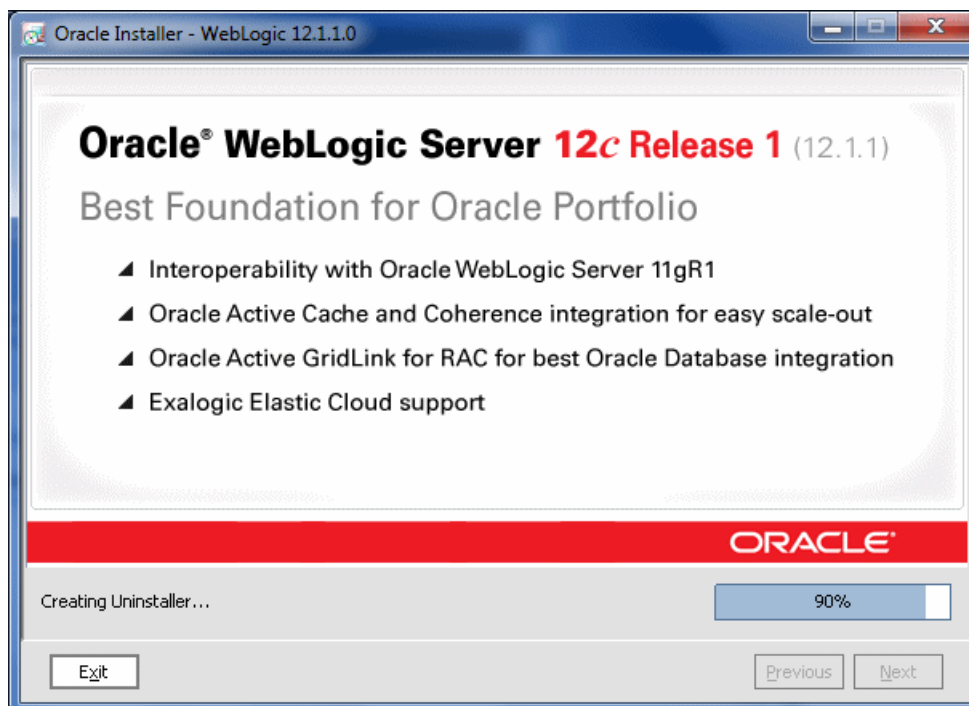 Oracle Installer - WebLogic 12.1.1.0
Oracle® WebLogic Server 12c Release 1 (12.1.1)
Best Foundation for Oracle Portfolio
Interoperability with Oracle WebLogic Server 11gR1
Oracle Active Cache and Coherence integration for easy scale-out
Oracle Active GridLink for RAC for best Oracle Database integration
Exalogic Elastic Cloud support
ORACLE®
Creating Uninstaller...
90%
Exit
Previous
Next